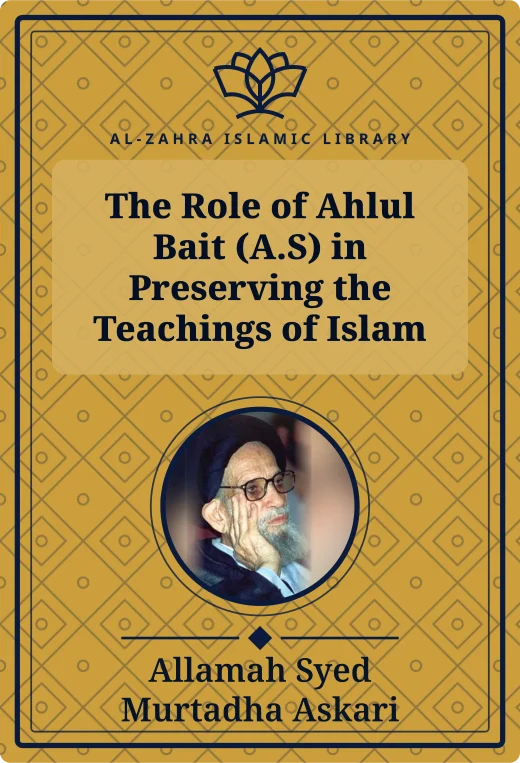 AL-ZAHRA ISLAMIC LIBRARY
The Role of Ahlul
Bait (A.S) in
Preserving the
Teachings of Islam
Allamah Syed
Murtadha Askari